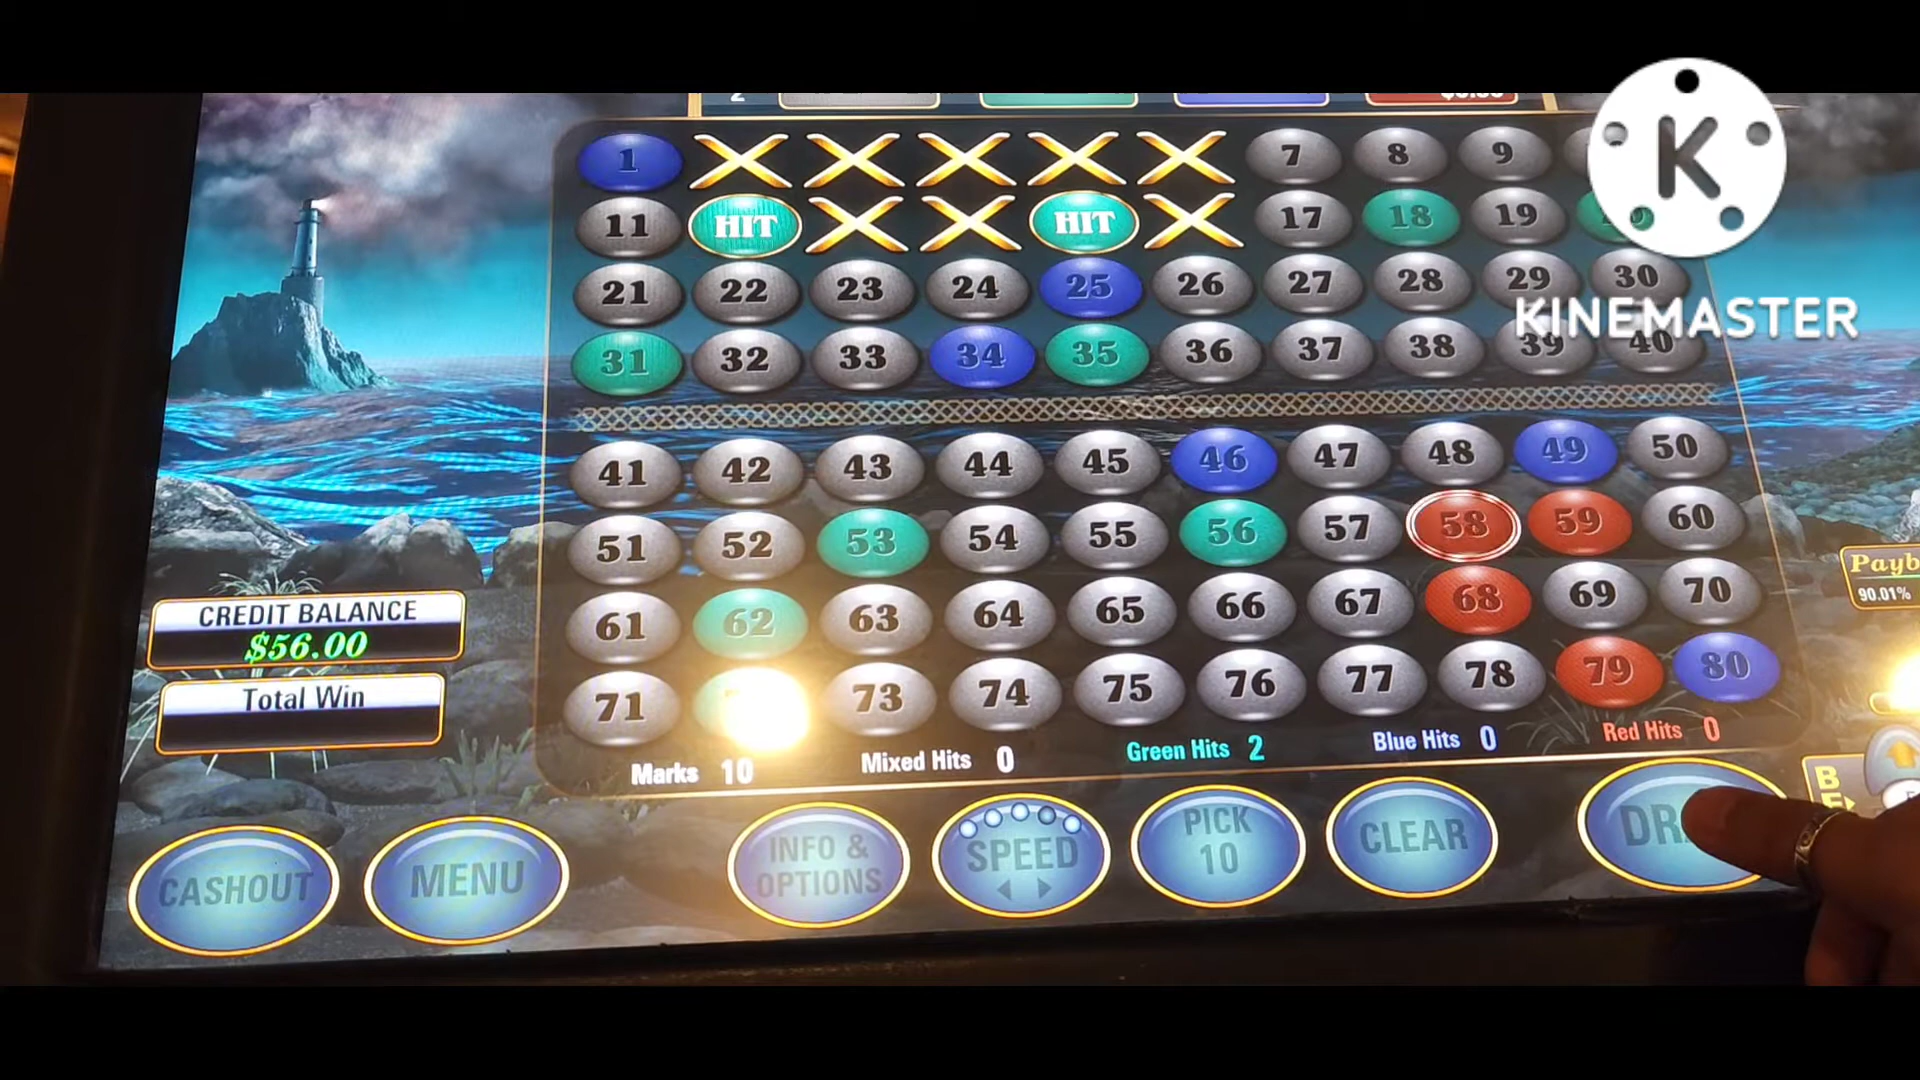 2
1 7 8 9
11 HIT HIT 17 18 19
21 22 23 24 25 26 27 28 29 30
31 32 33 34 35 36 37 38 39 40
41 42 43 44 45 46 47 48 49 50
51 52 53 54 55 56 57 58 59 60
61 62 63 64 65 66 67 68 69 70
71 73 74 75 76 77 78 79 80
Marks 10 Mixed Hits 0 Green Hits 2 Blue Hits 0 Red Hits 0
CREDIT BALANCE
$56.00
Total Win
CASHOUT MENU
INFO &
OPTIONS
SPEED
PICK
10
CLEAR
K
KINEMASTER
90.01%